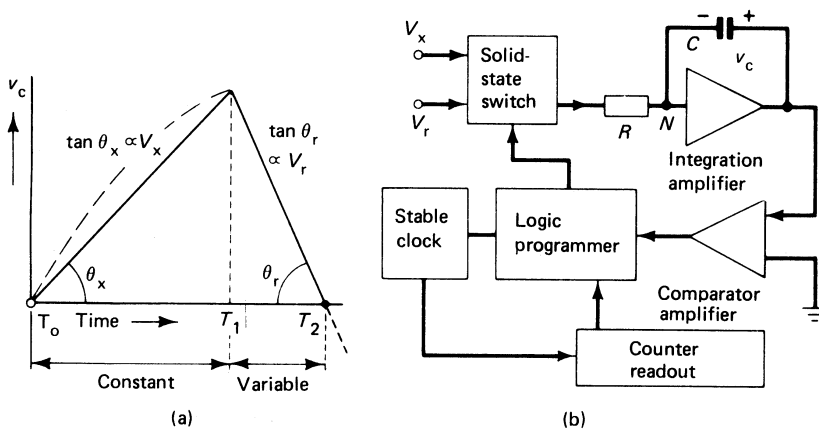 v_c
tan θ_x ∝V_x
tan θ_r
∝ V_r
θ_x
θ_r
T_o
Time
T_1
T_2
Constant
Variable
(a)
V_x
V_r
Solid-
state
switch
R
N
C
−
+
v_c
Integration
amplifier
Stable
clock
Logic
programmer
Comparator
amplifier
Counter
readout
(b)